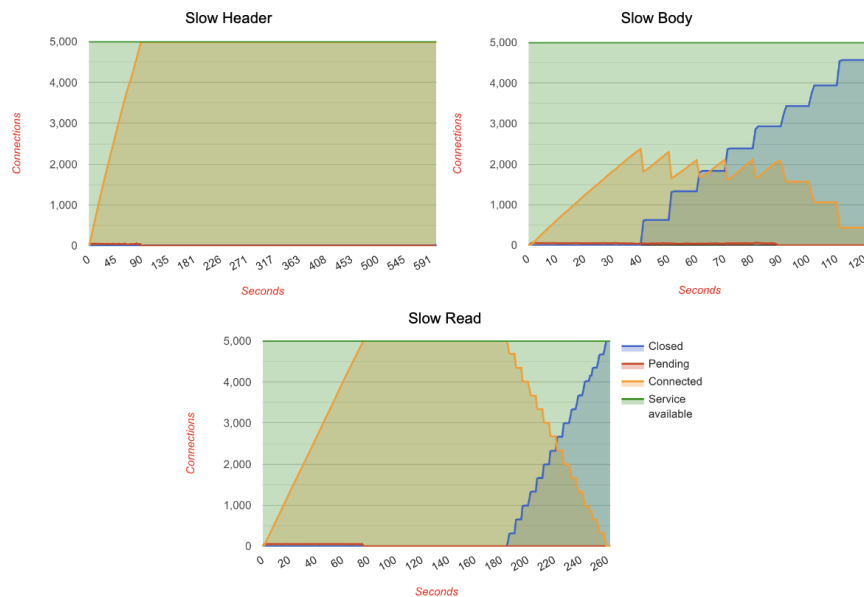 Slow Header
5,000
4,000
3,000
2,000
1,000
0
Connections
0 45 90 135 181 226 271 317 363 408 453 500 545 591
Seconds
Slow Body
5,000
4,000
3,000
2,000
1,000
0
Connections
0 10 20 30 40 50 60 70 80 90 100 110 120
Seconds
Slow Read
5,000
4,000
3,000
2,000
1,000
0
Connections
0 20 40 60 80 100 120 140 160 180 200 220 240 260
Seconds
Closed
Pending
Connected
Service
available